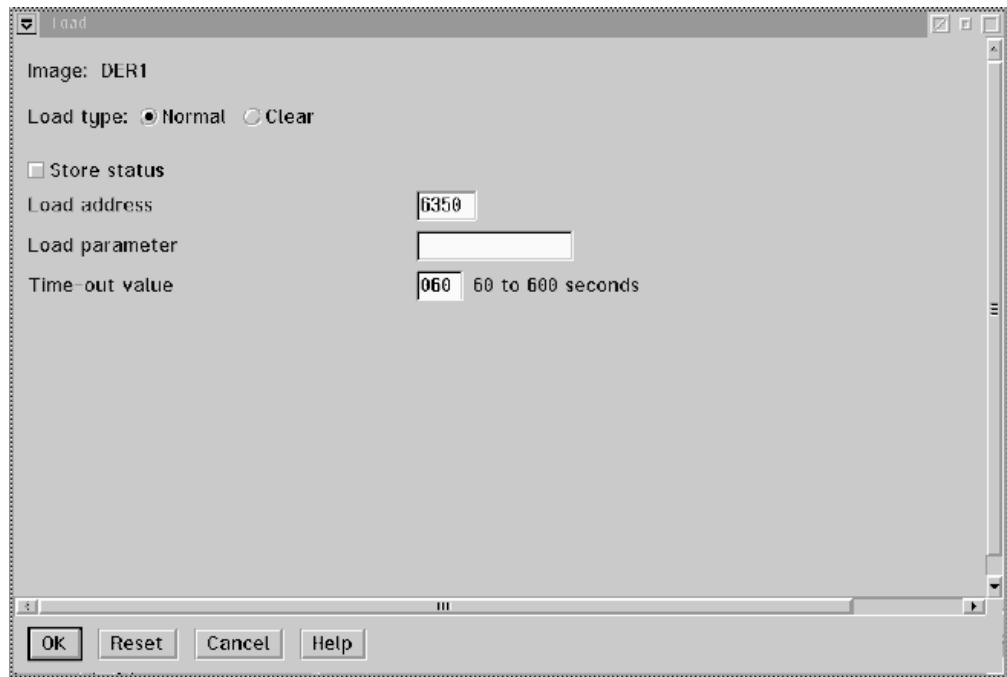 Load
Image: DER1
Load type: Normal Clear
Store status
Load address 6350
Load parameter
Time-out value 060 60 to 600 seconds
OK Reset Cancel Help